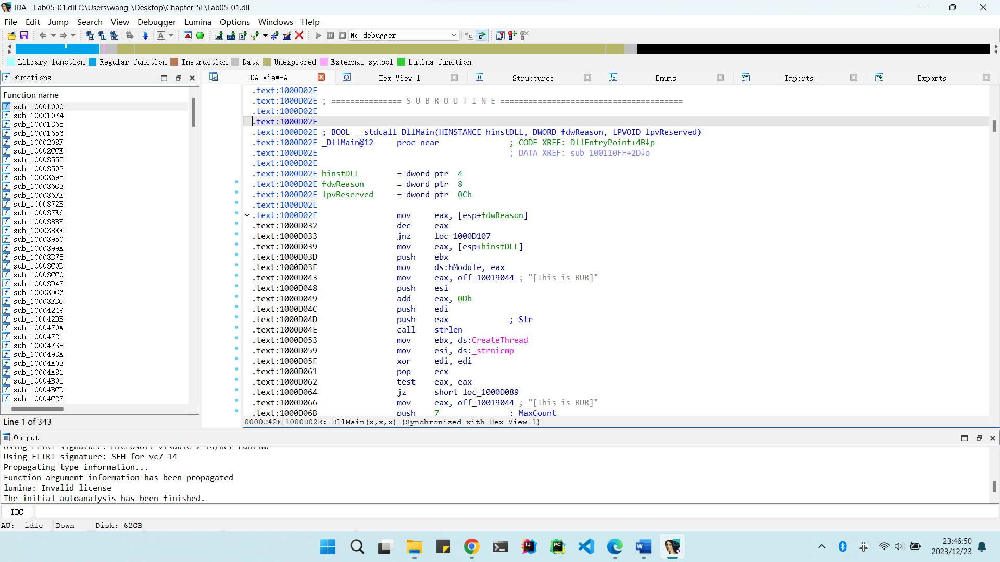 IDA - Lab05-01.dll C:\Users\wang_\Desktop\Chapter_5L\Lab05-01.dll
File Edit Jump Search View Debugger Lumina Options Windows Help
No debugger
Library function Regular function Instruction Data Unexplored External symbol Lumina function
Functions
IDA View-A Hex View-1 Structures Enums Imports Exports
Function name
sub_10001000
sub_10001074
sub_10001365
sub_10001656
sub_1000208F
sub_10002CCE
sub_10003555
sub_10003592
sub_10003695
sub_100036C3
sub_100036FE
sub_1000372B
sub_100037E6
sub_100038BB
sub_100038EE
sub_10003950
sub_1000399A
sub_10003B75
sub_10003C0D
sub_10003CC0
sub_10003D43
sub_10003DC6
sub_10003EBC
sub_10004249
sub_100042DB
sub_1000470A
sub_10004721
sub_10004738
sub_1000493A
sub_10004A03
sub_10004A81
sub_10004B01
sub_10004BCD
sub_10004C23
Line 1 of 343
.text:1000D02E
.text:1000D02E ; =============== S U B R O U T I N E =======================================
.text:1000D02E
.text:1000D02E
.text:1000D02E ; BOOL __stdcall DllMain(HINSTANCE hinstDLL, DWORD fdwReason, LPVOID lpvReserved)
.text:1000D02E _DllMain@12 proc near ; CODE XREF: DllEntryPoint+4B↓p
.text:1000D02E ; DATA XREF: sub_100110FF+2D↓o
.text:1000D02E
.text:1000D02E hinstDLL = dword ptr 4
.text:1000D02E fdwReason = dword ptr 8
.text:1000D02E lpvReserved = dword ptr 0Ch
.text:1000D02E
.text:1000D02E mov eax, [esp+fdwReason]
.text:1000D032 dec eax
.text:1000D033 jnz loc_1000D107
.text:1000D039 mov eax, [esp+hinstDLL]
.text:1000D03D push ebx
.text:1000D03E mov ds:hModule, eax
.text:1000D043 mov eax, off_10019044 ; "[This is RUR]"
.text:1000D048 push esi
.text:1000D049 add eax, 0Dh
.text:1000D04C push edi
.text:1000D04D push eax ; Str
.text:1000D04E call strlen
.text:1000D053 mov ebx, ds:CreateThread
.text:1000D059 mov esi, ds:_strnicmp
.text:1000D05F xor edi, edi
.text:1000D061 pop ecx
.text:1000D062 test eax, eax
.text:1000D064 jz short loc_1000D089
.text:1000D066 mov eax, off_10019044 ; "[This is RUR]"
.text:1000D06B push 7 ; MaxCount
0000C42E 1000D02E: DllMain(x,x,x) (Synchronized with Hex View-1)
Output
Using FLIRT signature: Microsoft VisualC 2-14/net runtime
Using FLIRT signature: SEH for vc7-14
Propagating type information...
Function argument information has been propagated
lumina: Invalid license
The initial autoanalysis has been finished.
IDC
AU: idle Down Disk: 62GB
中
23:46:50
2023/12/23